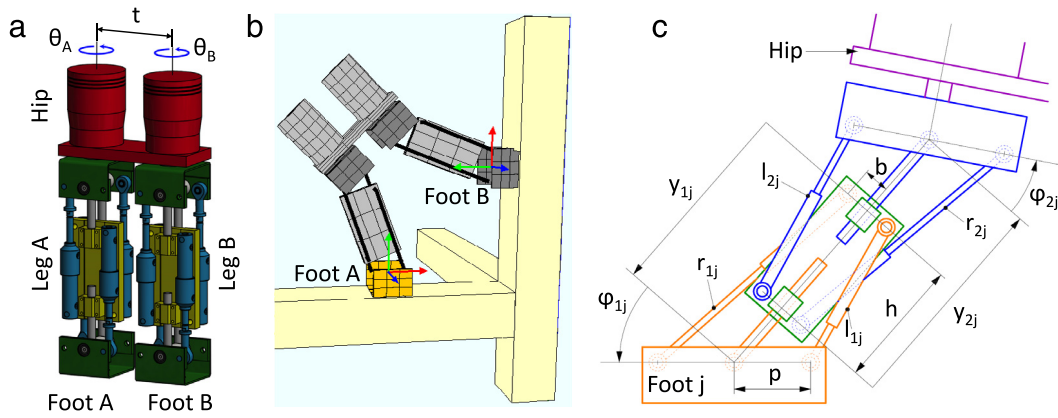 a
t
θA
θB
Hip
Leg A
Leg B
Foot A
Foot B
b
Foot B
Foot A
c
Hip
y1j
l2j
b
φ2j
r2j
r1j
φ1j
h
y2j
l1j
Foot j
p